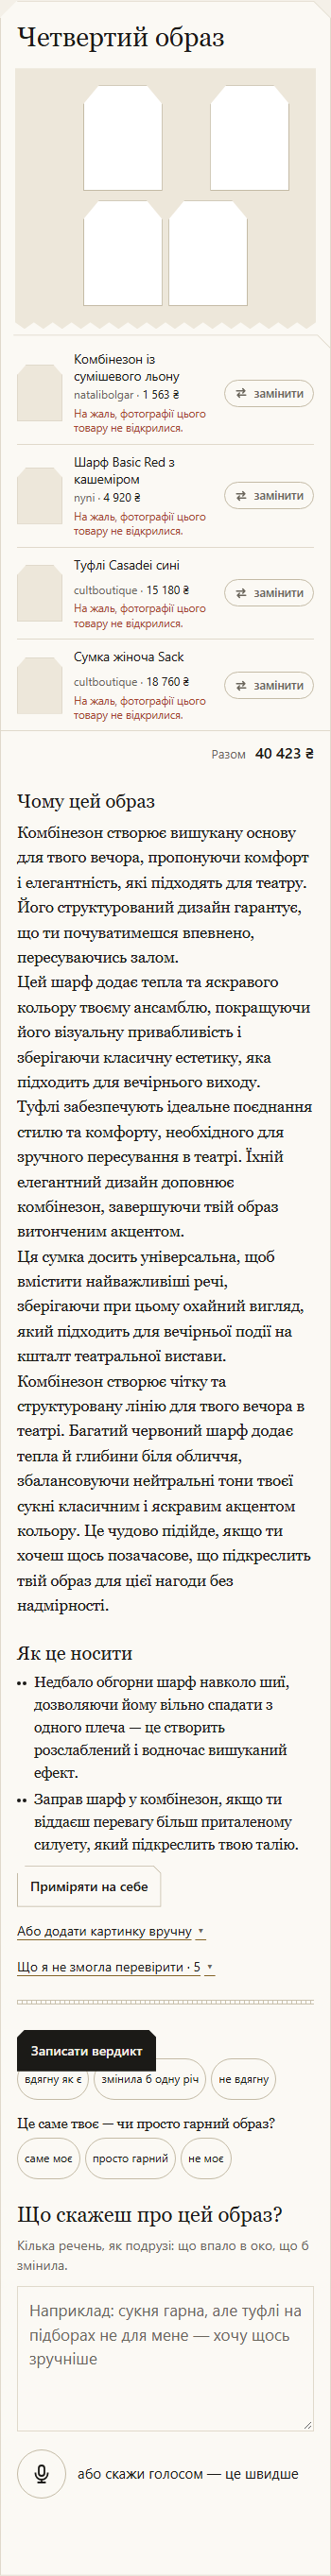 Четвертий образ
Комбінезон із
сумішевого льону
natalibolgar · 1 563 ₴
На жаль, фотографії цього
товару не відкрилися.
замінити
Шарф Basic Red з
кашеміром
nyni · 4 920 ₴
На жаль, фотографії цього
товару не відкрилися.
замінити
Туфлі Casadei сині
cultboutique · 15 180 ₴
На жаль, фотографії цього
товару не відкрилися.
замінити
Сумка жіноча Sack
cultboutique · 18 760 ₴
На жаль, фотографії цього
товару не відкрилися.
замінити
Разом 40 423 ₴
Чому цей образ
Комбінезон створює вишукану основу
для твого вечора, пропонуючи комфорт
і елегантність, які підходять для театру.
Його структурований дизайн гарантує,
що ти почуватимешся впевнено,
пересуваючись залом.
Цей шарф додає тепла та яскравого
кольору твоєму ансамблю, покращуючи
його візуальну привабливість і
зберігаючи класичну естетику, яка
підходить для вечірнього виходу.
Туфлі забезпечують ідеальне поєднання
стилю та комфорту, необхідного для
зручного пересування в театрі. Їхній
елегантний дизайн доповнює
комбінезон, завершуючи твій образ
витонченим акцентом.
Ця сумка досить універсальна, щоб
вмістити найважливіші речі,
зберігаючи при цьому охайний вигляд,
який підходить для вечірньої події на
кшталт театральної вистави.
Комбінезон створює чітку та
структуровану лінію для твого вечора в
театрі. Багатий червоний шарф додає
тепла й глибини біля обличчя,
збалансовуючи нейтральні тони твоєї
сукні класичним і яскравим акцентом
кольору. Це чудово підійде, якщо ти
хочеш щось позачасове, що підкреслить
твій образ для цієї нагоди без
надмірності.
Як це носити
Недбало обгорни шарф навколо шиї,
дозволяючи йому вільно спадати з
одного плеча — це створить
розслаблений і водночас вишуканий
ефект.
Заправ шарф у комбінезон, якщо ти
віддаєш перевагу більш приталеному
силуету, який підкреслить твою талію.
Приміряти на себе
Або додати картинку вручну
Що я не змогла перевірити · 5
Записати вердикт
вдягну як є
змінила б одну річ
не вдягну
Це саме твоє — чи просто гарний образ?
саме моє
просто гарний
не моє
Що скажеш про цей образ?
Кілька речень, як подрузі: що впало в око, що б
змінила.
Наприклад: сукня гарна, але туфлі на
підборах не для мене — хочу щось
зручніше
або скажи голосом — це швидше